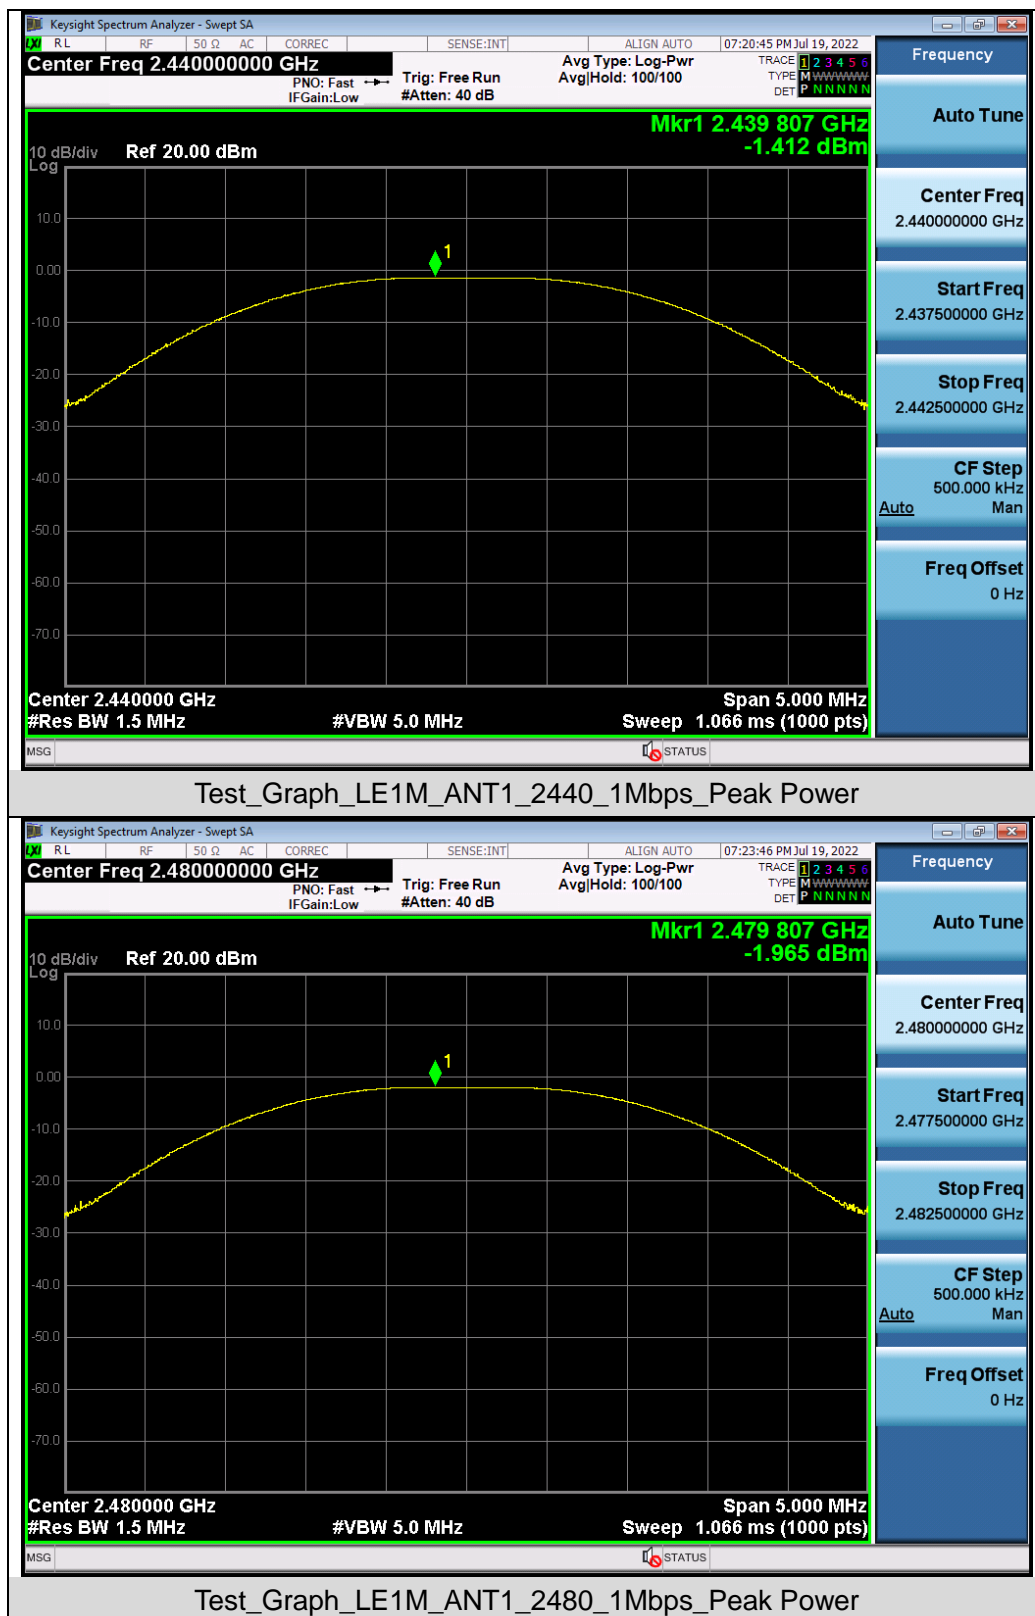 Keysight Spectrum Analyzer - Swept SA
LXI RL RF 50 Ω AC CORREC SENSE:INT ALIGN AUTO 07:20:45 PM Jul 19, 2022
Center Freq 2.440000000 GHz
PNO: Fast
IFGain:Low
Trig: Free Run
#Atten: 40 dB
Avg Type: Log-Pwr
Avg|Hold: 100/100
TRACE 1 2 3 4 5 6
TYPE M WWWWW
DET P N N N N N
Mkr1 2.439 807 GHz
-1.412 dBm
10 dB/div Ref 20.00 dBm
Log
10.0
0.00
-10.0
-20.0
-30.0
-40.0
-50.0
-60.0
-70.0
1
Center 2.440000 GHz Span 5.000 MHz
#Res BW 1.5 MHz #VBW 5.0 MHz Sweep 1.066 ms (1000 pts)
MSG STATUS
Frequency
Auto Tune
Center Freq
2.440000000 GHz
Start Freq
2.437500000 GHz
Stop Freq
2.442500000 GHz
CF Step
500.000 kHz
Auto Man
Freq Offset
0 Hz
Test_Graph_LE1M_ANT1_2440_1Mbps_Peak Power
Keysight Spectrum Analyzer - Swept SA
LXI RL RF 50 Ω AC CORREC SENSE:INT ALIGN AUTO 07:23:46 PM Jul 19, 2022
Center Freq 2.480000000 GHz
PNO: Fast
IFGain:Low
Trig: Free Run
#Atten: 40 dB
Avg Type: Log-Pwr
Avg|Hold: 100/100
TRACE 1 2 3 4 5 6
TYPE M WWWWW
DET P N N N N N
Mkr1 2.479 807 GHz
-1.965 dBm
10 dB/div Ref 20.00 dBm
Log
10.0
0.00
-10.0
-20.0
-30.0
-40.0
-50.0
-60.0
-70.0
1
Center 2.480000 GHz Span 5.000 MHz
#Res BW 1.5 MHz #VBW 5.0 MHz Sweep 1.066 ms (1000 pts)
MSG STATUS
Frequency
Auto Tune
Center Freq
2.480000000 GHz
Start Freq
2.477500000 GHz
Stop Freq
2.482500000 GHz
CF Step
500.000 kHz
Auto Man
Freq Offset
0 Hz
Test_Graph_LE1M_ANT1_2480_1Mbps_Peak Power